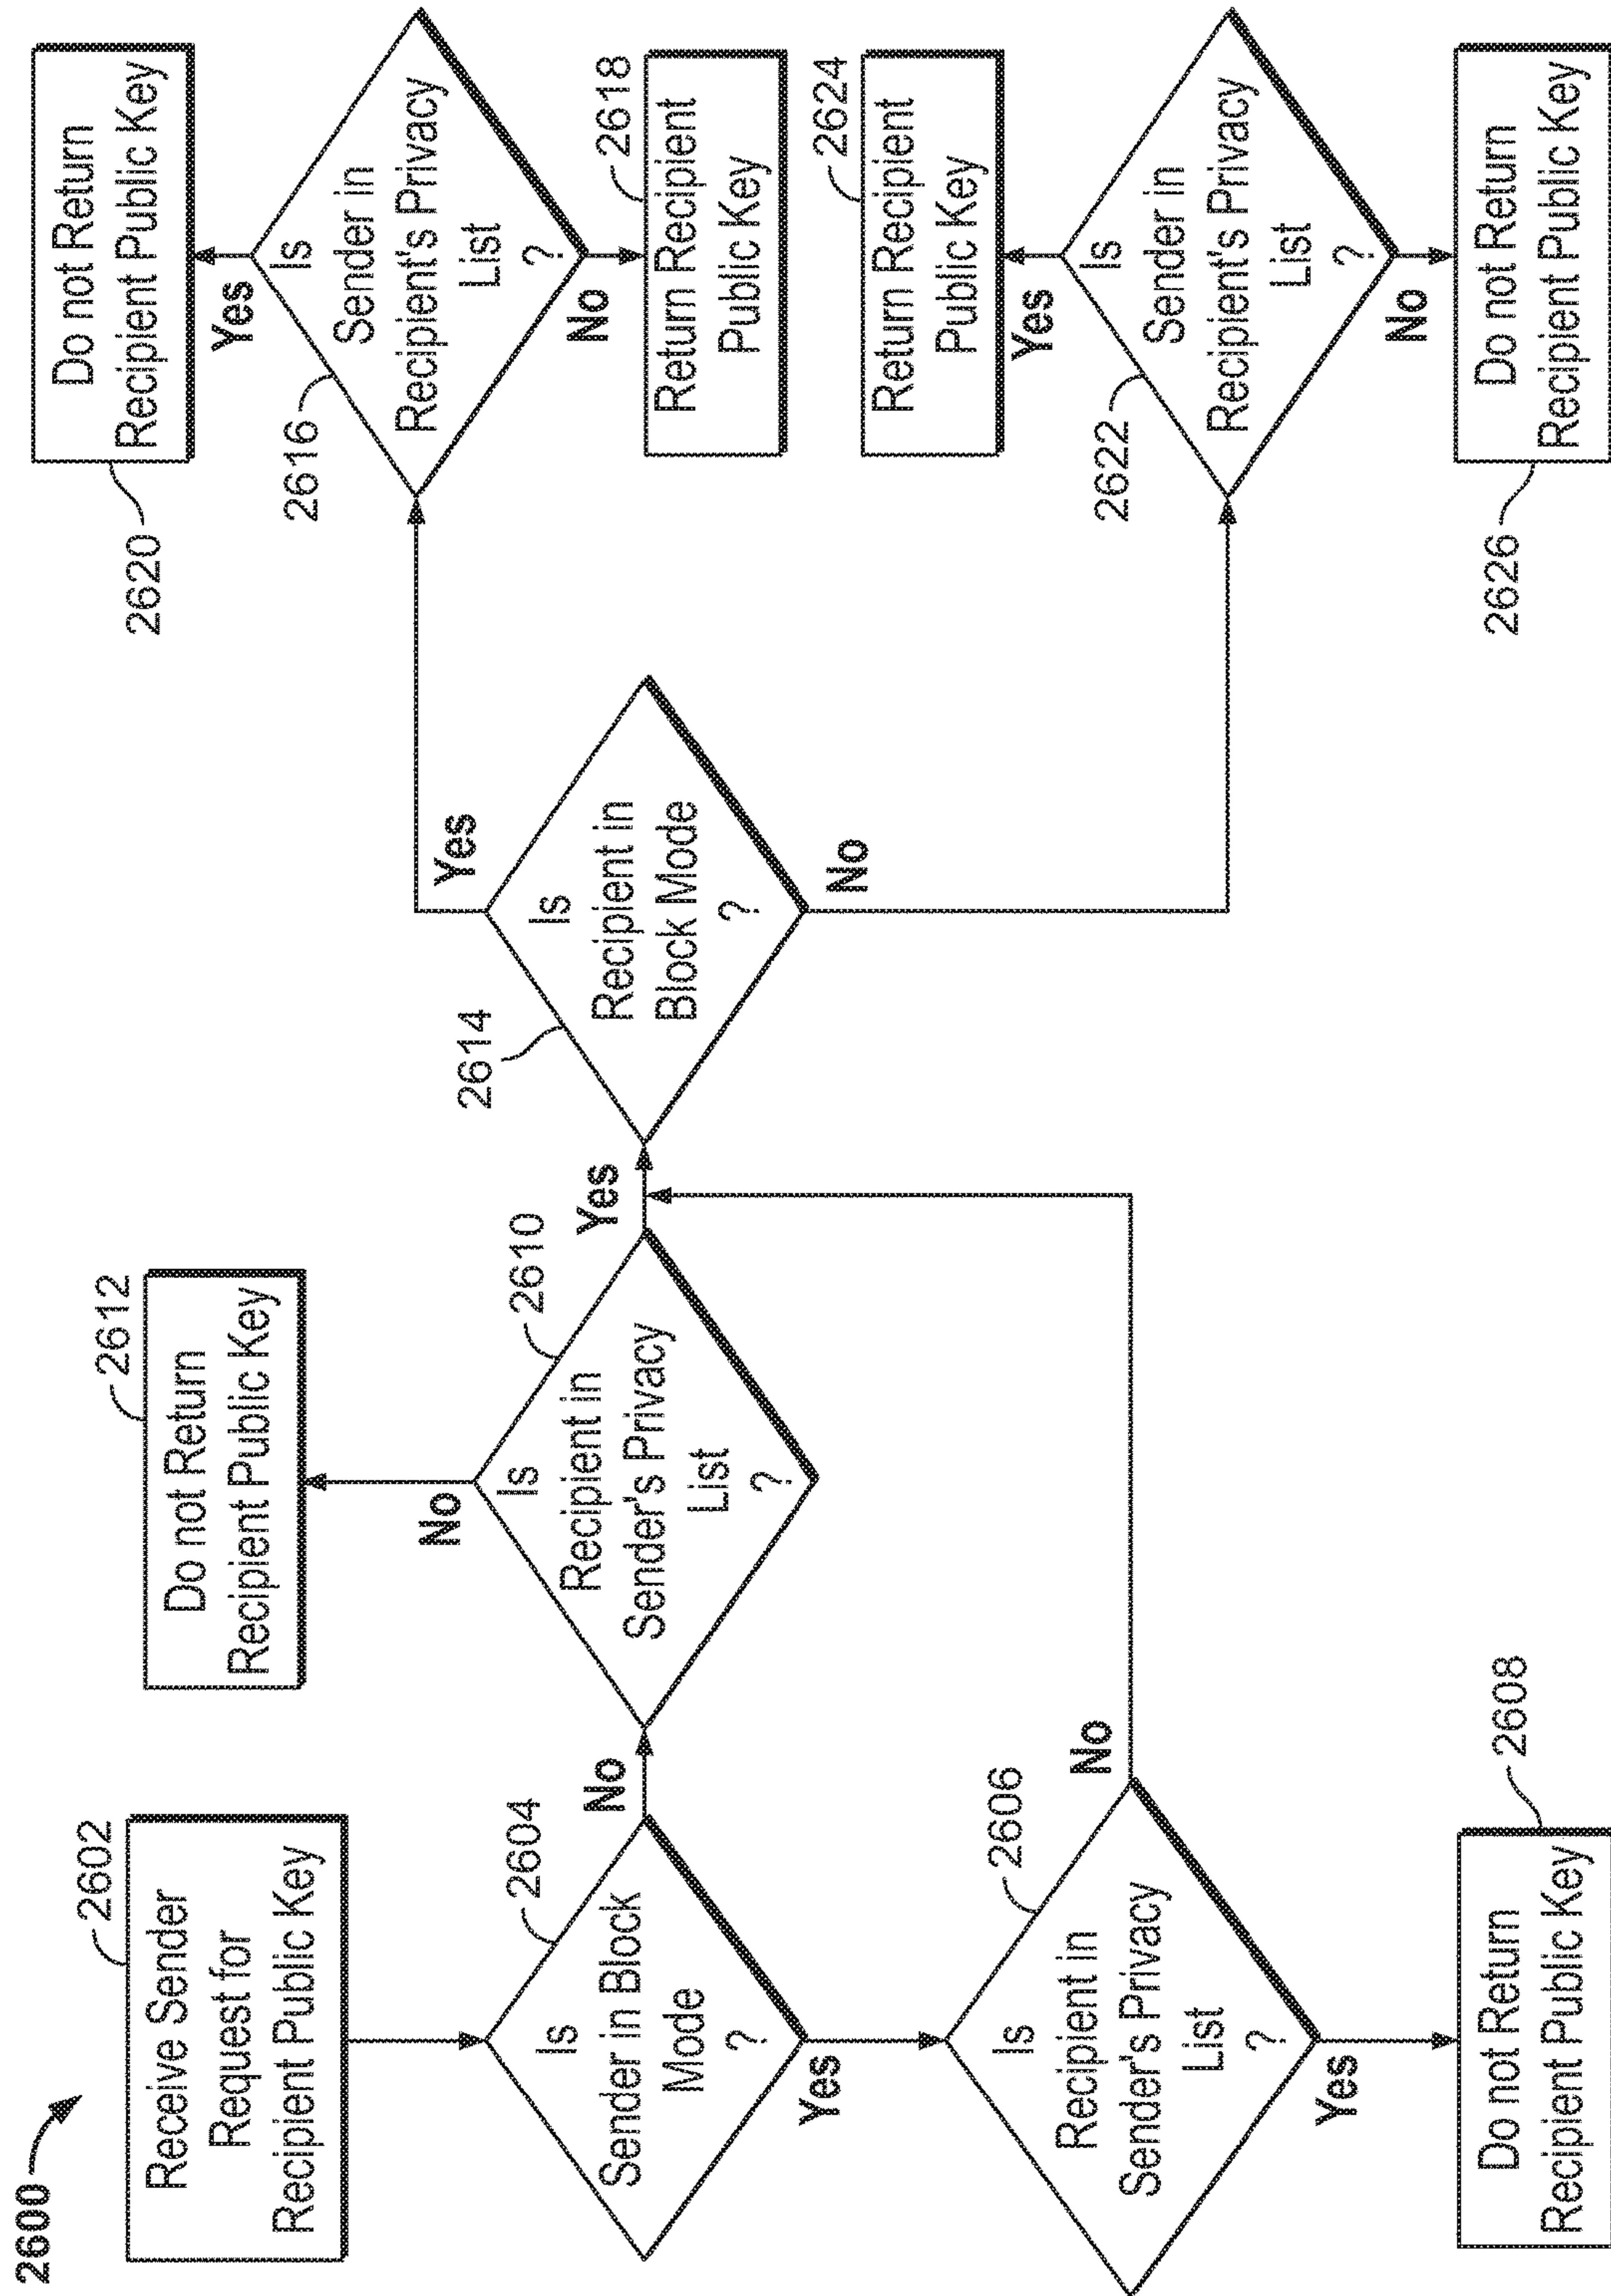 2600
2602
Receive Sender
Request for
Recipient Public Key
2604
Is
Sender in Block
Mode
?
No
Yes
2606
Is
Recipient in
Sender's Privacy
List
?
No
Yes
2608
Do not Return
Recipient Public Key
2612
Do not Return
Recipient Public Key
No
2610
Is
Recipient in
Sender's Privacy
List
?
Yes
2614
Is
Recipient in
Block Mode
?
Yes
No
2620
Do not Return
Recipient Public Key
Yes
2616
Is
Sender in
Recipient's Privacy
List
?
No
2618
Return Recipient
Public Key
2624
Return Recipient
Public Key
Yes
2622
Is
Sender in
Recipient's Privacy
List
?
No
2626
Do not Return
Recipient Public Key